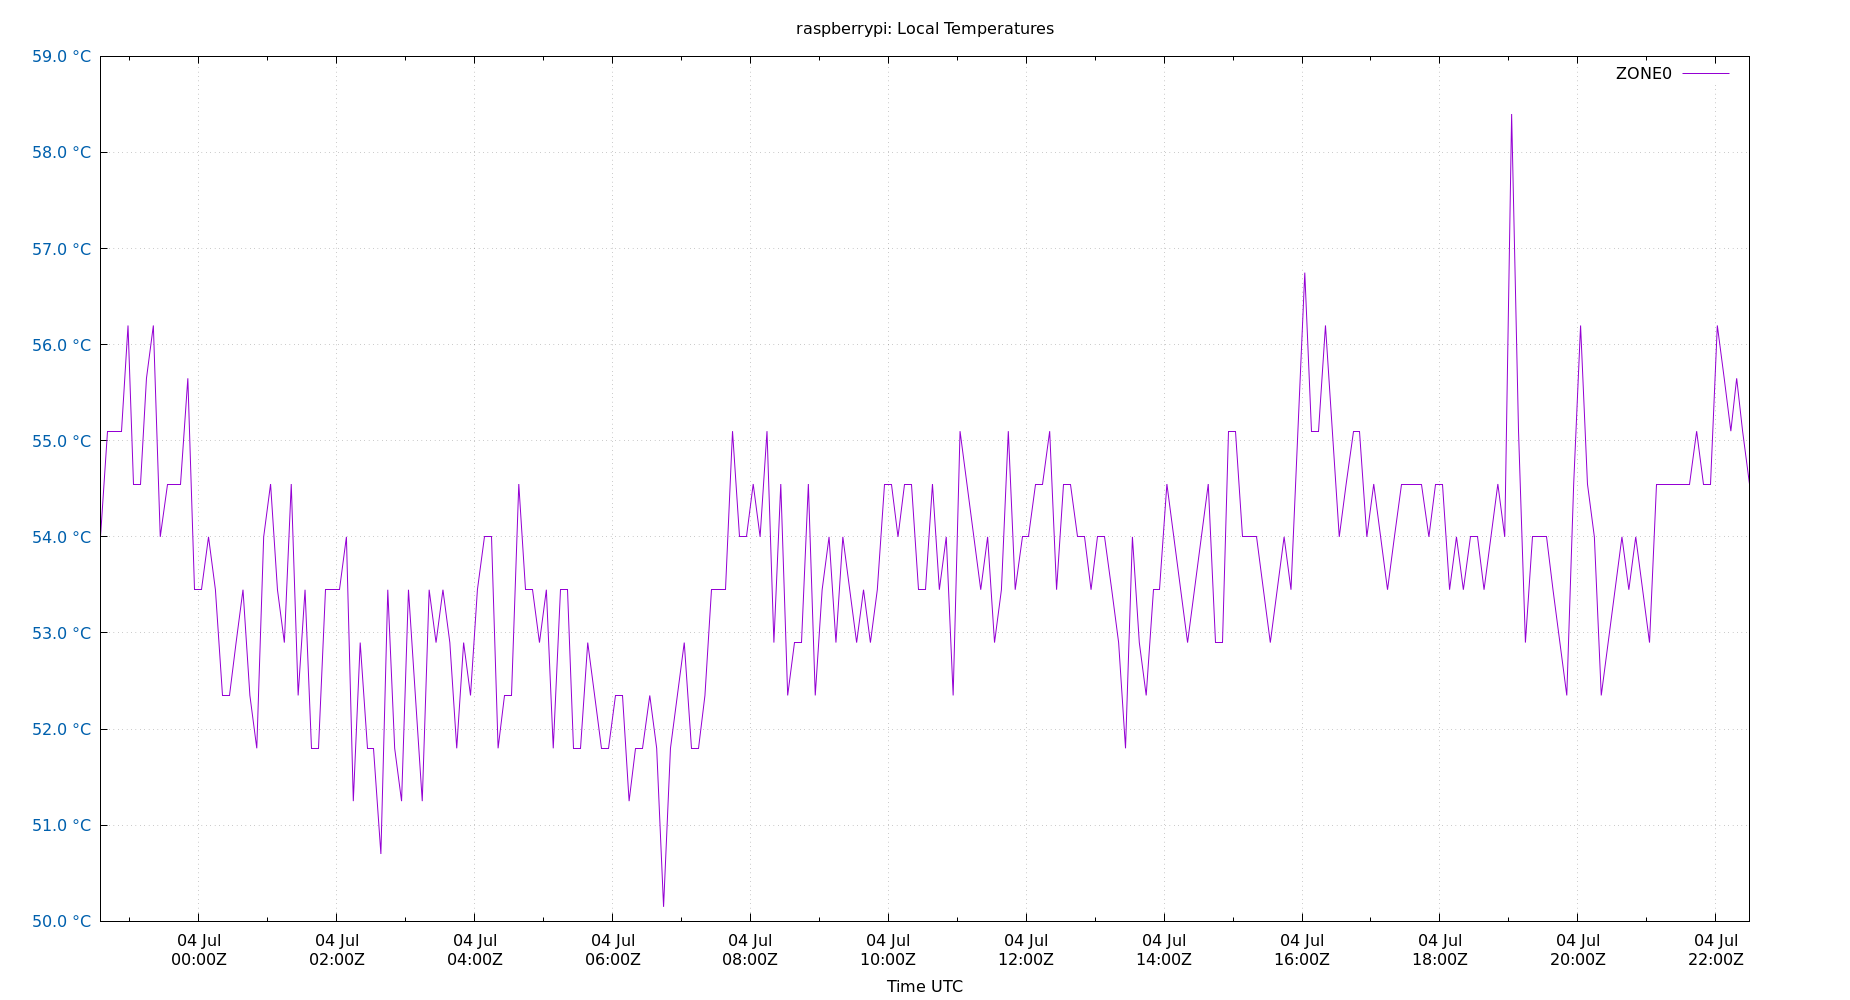 raspberrypi: Local Temperatures
59.0 °C
ZONE0
58.0 °C
57.0 °C
56.0 °C
55.0 °C
54.0 °C
53.0 °C
52.0 °C
51.0 °C
50.0 °C
04 Jul 04 Jul 04 Jul 04 Jul 04 Jul 04 Jul 04 Jul 04 Jul 04 Jul 04 Jul 04 Jul 04 Jul
00:00Z 02:00Z 04:00Z 06:00Z 08:00Z 10:00Z 12:00Z 14:00Z 16:00Z 18:00Z 20:00Z 22:00Z
Time UTC